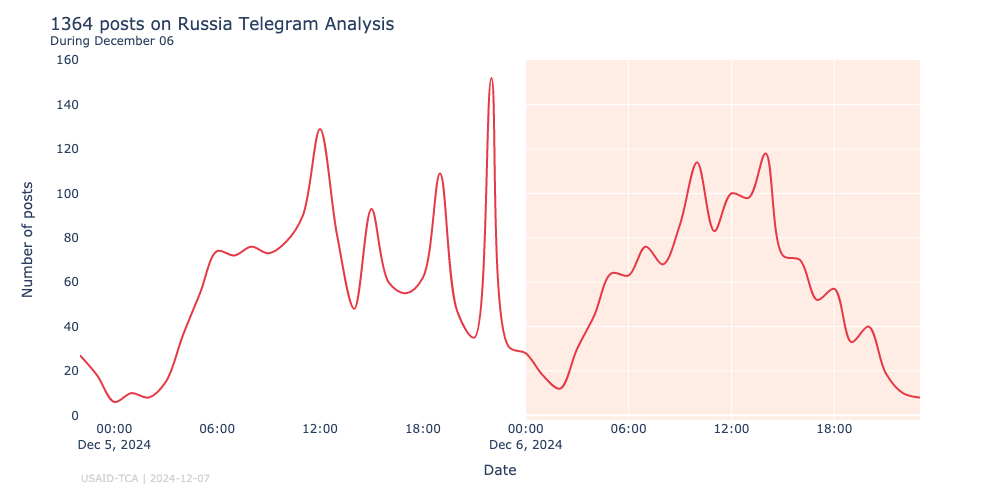 1364 posts on Russia Telegram Analysis
During December 06
160
140
120
100
80
60
40
20
0
Number of posts
00:00 06:00 12:00 18:00 00:00 06:00 12:00 18:00
Dec 5, 2024 Dec 6, 2024
Date
USAID-TCA | 2024-12-07